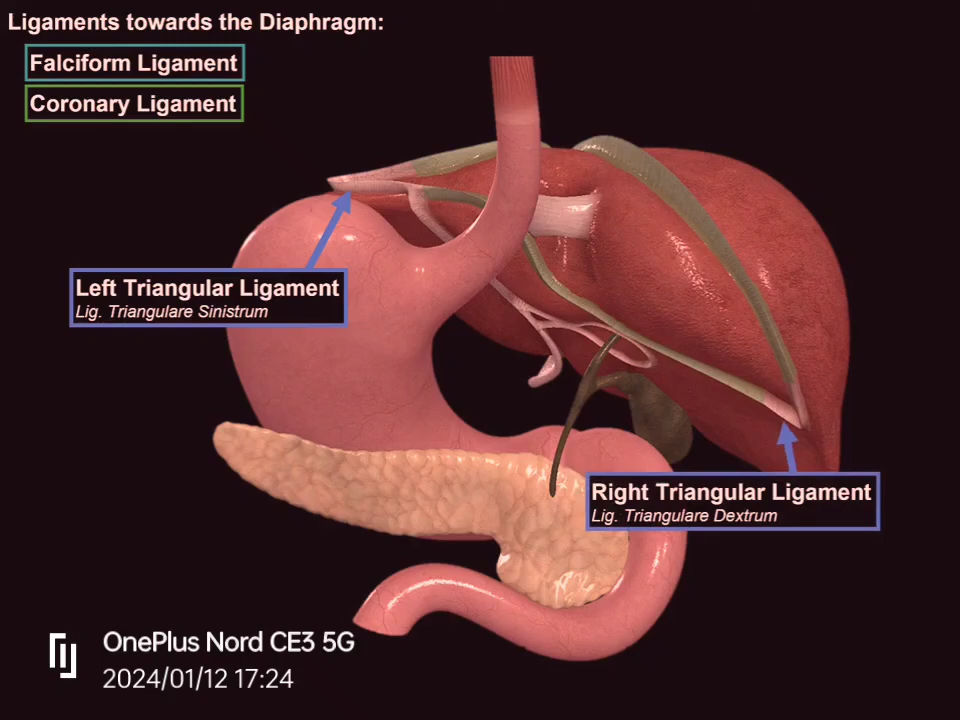 Ligaments towards the Diaphragm:
Falciform Ligament
Coronary Ligament
Left Triangular Ligament
Lig. Triangulare Sinistrum
Right Triangular Ligament
Lig. Triangulare Dextrum
OnePlus Nord CE3 5G
2024/01/12 17:24